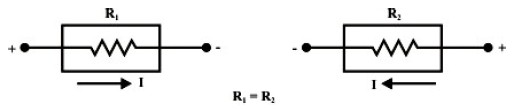 R₁ R₂
+ - - +
I I
R₁ = R₂